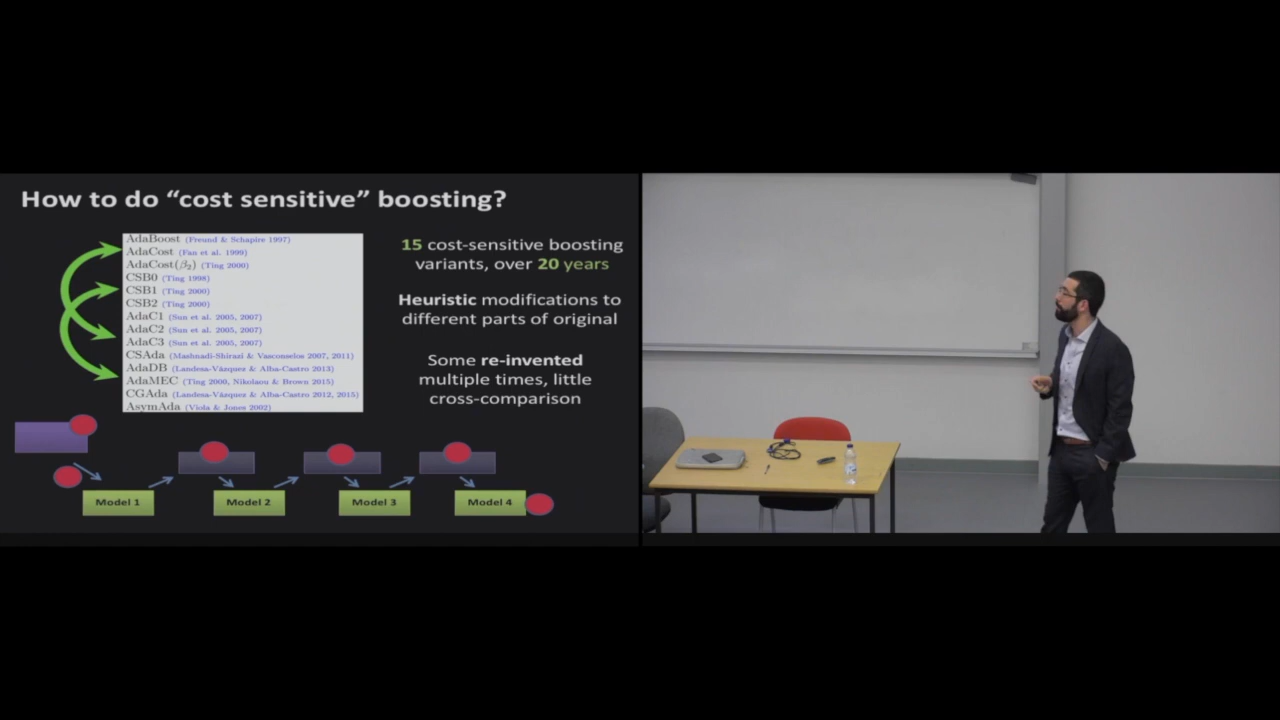 How to do “cost sensitive” boosting?
AdaBoost (Freund & Schapire 1997)
AdaCost (Fan et al. 1999)
AdaCost(β₂) (Ting 2000)
CSB0 (Ting 1998)
CSB1 (Ting 2000)
CSB2 (Ting 2000)
AdaC1 (Sun et al. 2005, 2007)
AdaC2 (Sun et al. 2005, 2007)
AdaC3 (Sun et al. 2005, 2007)
CSAda (Mashnadi-Shirazi & Vasconselos 2007, 2011)
AdaDB (Landesa-Vázquez & Alba-Castro 2013)
AdaMEC (Ting 2000, Nikolaou & Brown 2015)
CGAda (Landesa-Vázquez & Alba-Castro 2012, 2015)
AsymAda (Viola & Jones 2002)
15 cost-sensitive boosting
variants, over 20 years
Heuristic modifications to
different parts of original
Some re-invented
multiple times, little
cross-comparison
Model 1
Model 2
Model 3
Model 4